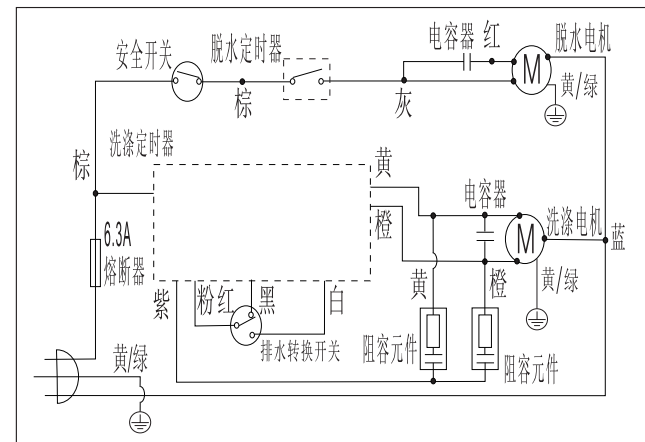 电容器 红
脱水电机
安全开关
脱水定时器
M
黄/绿
棕
灰
棕
洗涤定时器
黄
电容器
橙
M
洗涤电机
蓝
6.3A
熔断器
紫
粉红
黑
白
黄
橙
黄/绿
排水转换开关
阻容元件
阻容元件
黄/绿